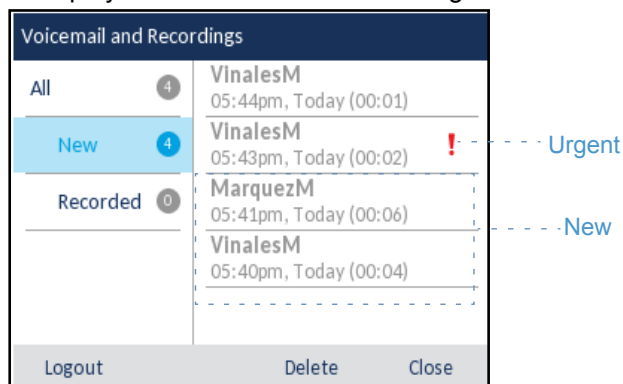 Voicemail and Recordings
All 4
New 4
Recorded 0
VinalesM
05:44pm, Today (00:01)
VinalesM
05:43pm, Today (00:02) !
MarquezM
05:41pm, Today (00:06)
VinalesM
05:40pm, Today (00:04)
Urgent
New
Logout Delete Close